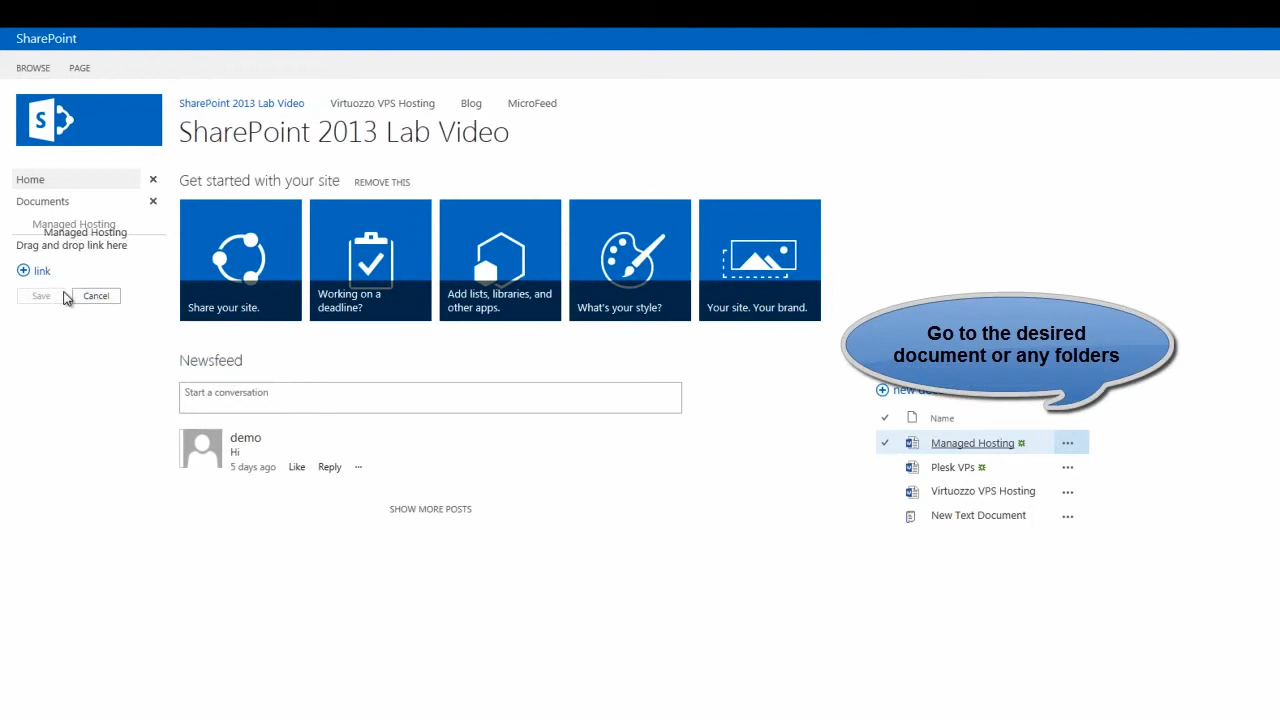 SharePoint
BROWSE PAGE
S
SharePoint 2013 Lab Video Virtuozzo VPS Hosting Blog MicroFeed
SharePoint 2013 Lab Video
Home
Documents
Managed Hosting
Managed Hosting
Drag and drop link here
link
Save Cancel
Get started with your site REMOVE THIS
Share your site.
Working on a
deadline?
Add lists, libraries, and
other apps.
What's your style?
Your site. Your brand.
Newsfeed
Start a conversation
demo
Hi
5 days ago Like Reply ...
SHOW MORE POSTS
Go to the desired
document or any folders
new
Name
Managed Hosting ...
Plesk VPs ...
Virtuozzo VPS Hosting ...
New Text Document ...